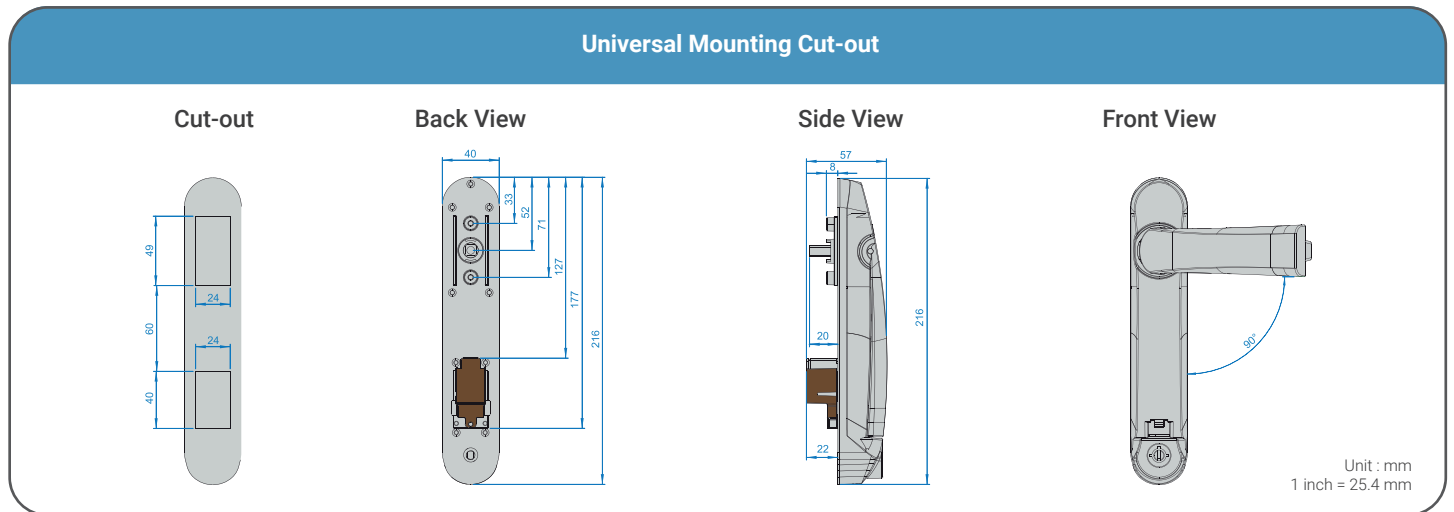 Universal Mounting Cut-out
Cut-out
Back View
Side View
Front View
49
24
60
24
40
40
33
52
71
127
177
216
57
8
20
22
216
90°
Unit : mm
1 inch = 25.4 mm